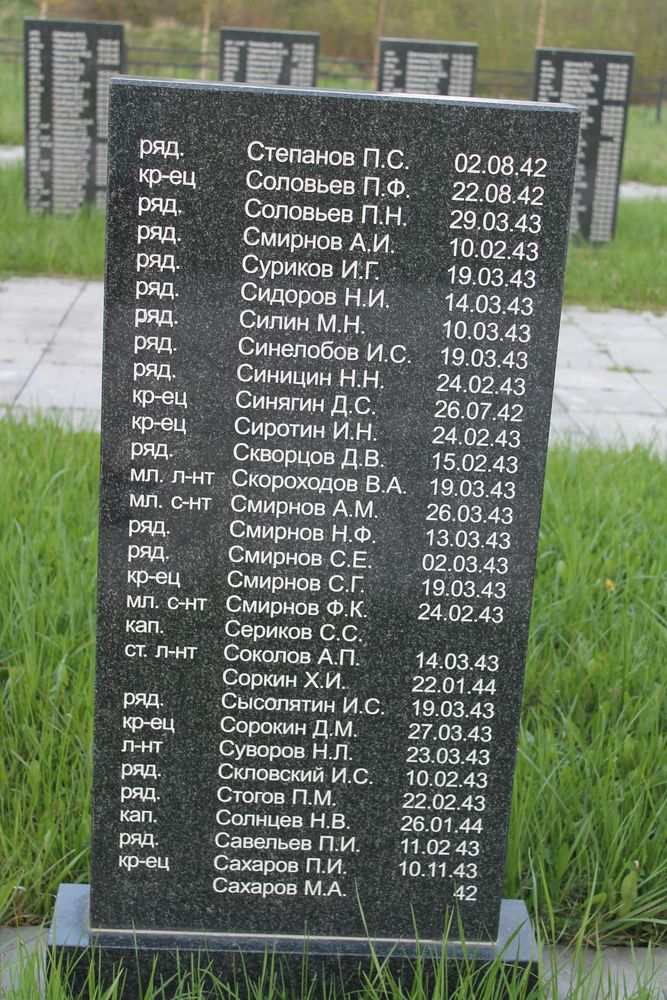 ряд. Степанов П.С. 02.08.42
кр-ец Соловьев П.Ф. 22.08.42
ряд. Соловьев П.Н. 29.03.43
ряд. Смирнов А.И. 10.02.43
ряд. Суриков И.Г. 19.03.43
ряд. Сидоров Н.И. 14.03.43
ряд. Силин М.Н. 10.03.43
ряд. Синелобов И.С. 19.03.43
ряд. Синицин Н.Н. 24.02.43
кр-ец Синягин Д.С. 26.07.42
кр-ец Сиротин И.Н. 24.02.43
ряд. Скворцов Д.В. 15.02.43
мл. л-нт Скороходов В.А. 19.03.43
мл. с-нт Смирнов А.М. 26.03.43
ряд. Смирнов Н.Ф. 13.03.43
ряд. Смирнов С.Е. 02.03.43
кр-ец Смирнов С.Г. 19.03.43
мл. с-нт Смирнов Ф.К. 24.02.43
кап. Сериков С.С.
ст. л-нт Соколов А.П. 14.03.43
Соркин Х.И. 22.01.44
ряд. Сысолятин И.С. 19.03.43
кр-ец Сорокин Д.М. 27.03.43
л-нт Суворов Н.Л. 23.03.43
ряд. Скловский И.С. 10.02.43
ряд. Стогов П.М. 22.02.43
кап. Солнцев Н.В. 26.01.44
ряд. Савельев П.И. 11.02.43
кр-ец Сахаров П.И. 10.11.43
Сахаров М.А. 42